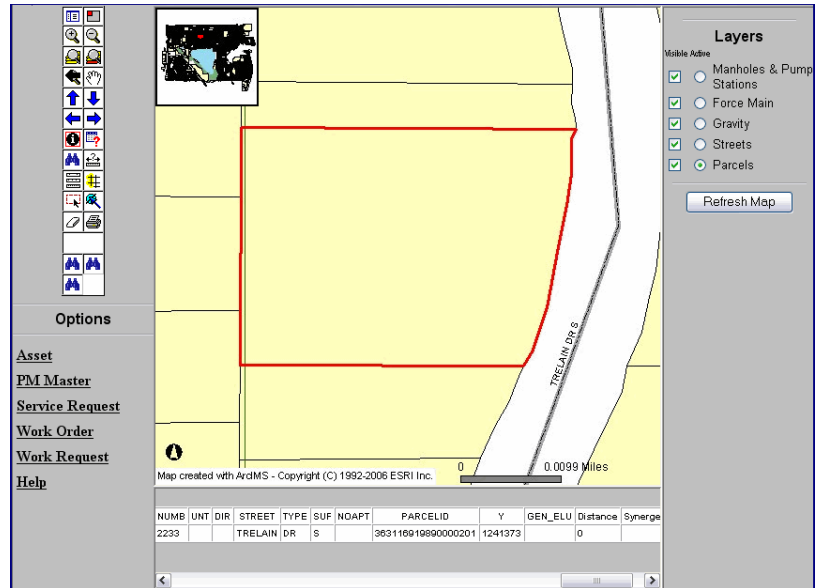 Options
Asset
PM Master
Service Request
Work Order
Work Request
Help
TRELAIN DR S
Map created with ArcIMS - Copyright (C) 1992-2006 ESRI Inc.
0 0.0099 Miles
NUMB UNT DIR STREET TYPE SUF NOAPT PARCELID Y GEN_ELU Distance Synerge
2233 TRELAIN DR S 363116919890000201 1241373 0
Layers
Visible Active
Manholes & Pump
Stations
Force Main
Gravity
Streets
Parcels
Refresh Map